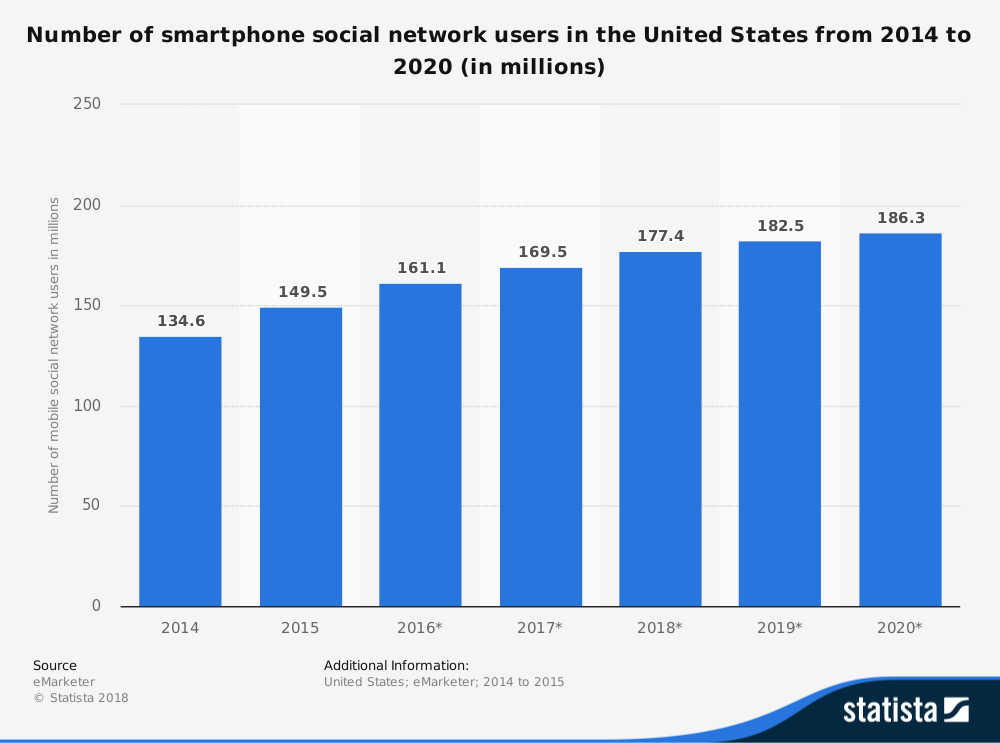 Number of smartphone social network users in the United States from 2014 to
2020 (in millions)
Number of mobile social network users in millions
250
200
150
100
50
0
134.6
149.5
161.1
169.5
177.4
182.5
186.3
2014
2015
2016*
2017*
2018*
2019*
2020*
Source
eMarketer
© Statista 2018
Additional Information:
United States; eMarketer; 2014 to 2015
statista